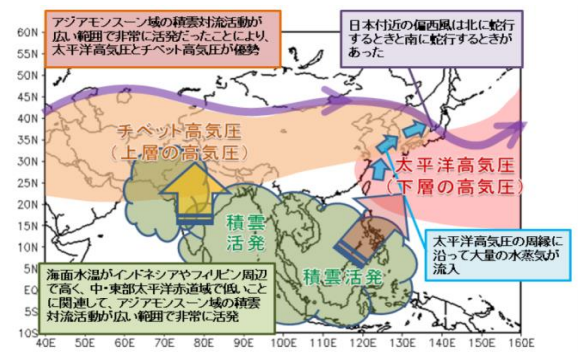 アジアモンスーン域の積雲対流活動が
広い範囲で非常に活発だったことにより、
太平洋高気圧とチベット高気圧が優勢
日本付近の偏西風は北に蛇行
するときと南に蛇行するときが
あった
60N
55N
50N
45N
40N
35N
30N
25N
20N
15N
10N
5N
EQ
5S
10S
チベット高気圧
(上層の高気圧)
太平洋高気圧
(下層の高気圧)
積雲
活発
積雲活発
太平洋高気圧の周縁に
沿って大量の水蒸気が
流入
海面水温がインドネシアやフィリピン周辺
で高く、中・東部太平洋赤道域で低いこと
に関連して、アジアモンスーン域の積雲
対流活動が広い範囲で非常に活発
40E 50E 60E 70E 80E 90E 100E 110E 120E 130E 140E 150E 160E